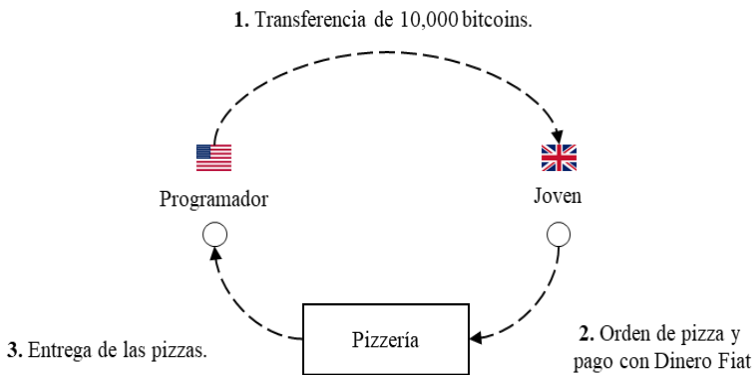 1. Transferencia de 10,000 bitcoins.
Programador
Joven
Pizzería
2. Orden de pizza y
pago con Dinero Fiat
3. Entrega de las pizzas.